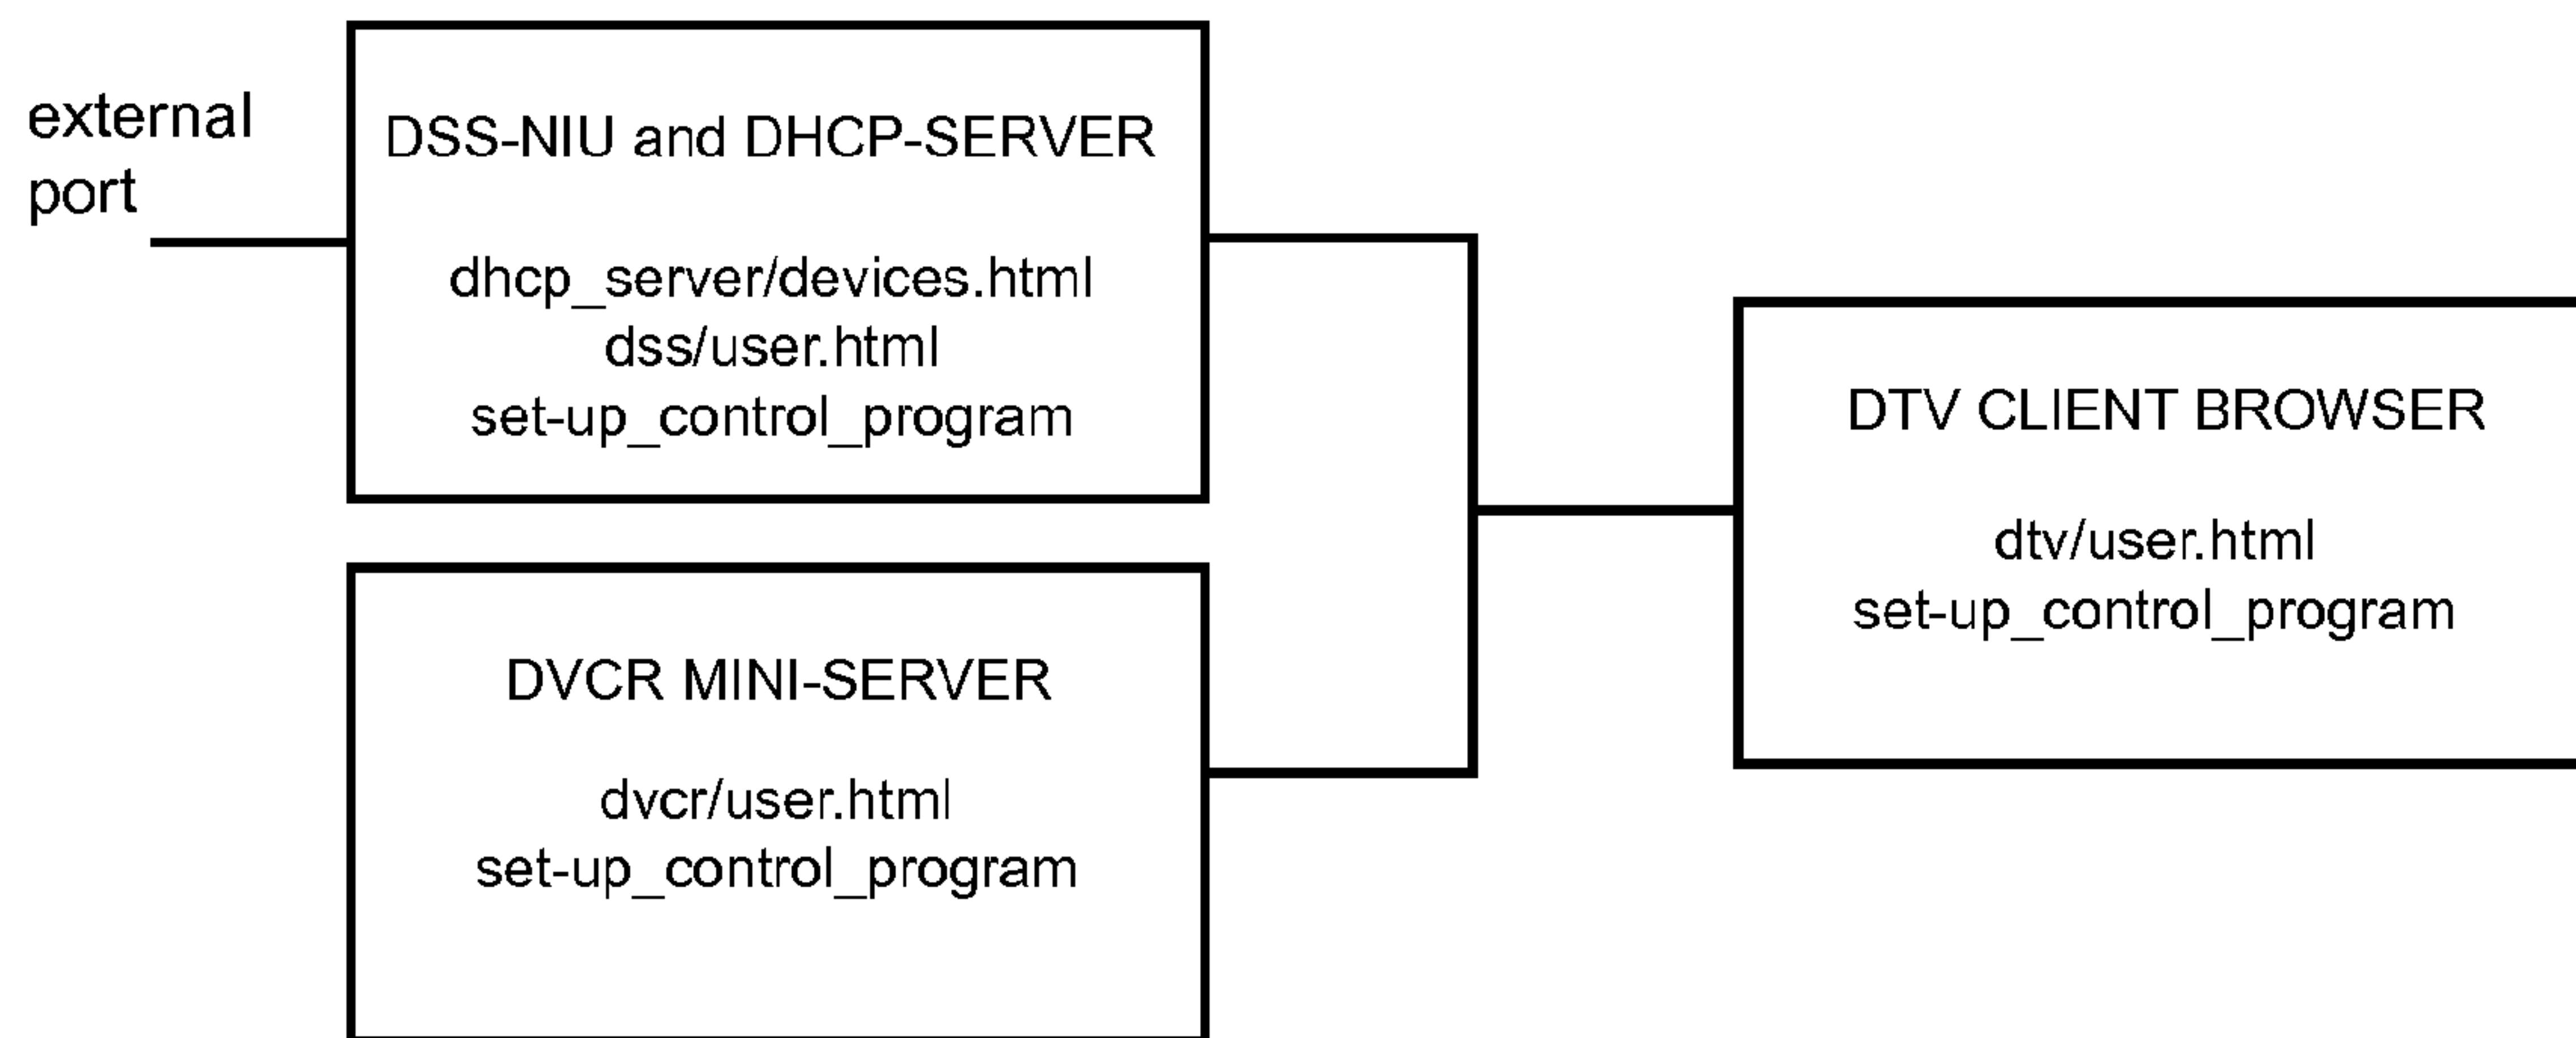 external
port
DSS-NIU and DHCP-SERVER
dhcp_server/devices.html
dss/user.html
set-up_control_program
DVCR MINI-SERVER
dvcr/user.html
set-up_control_program
DTV CLIENT BROWSER
dtv/user.html
set-up_control_program